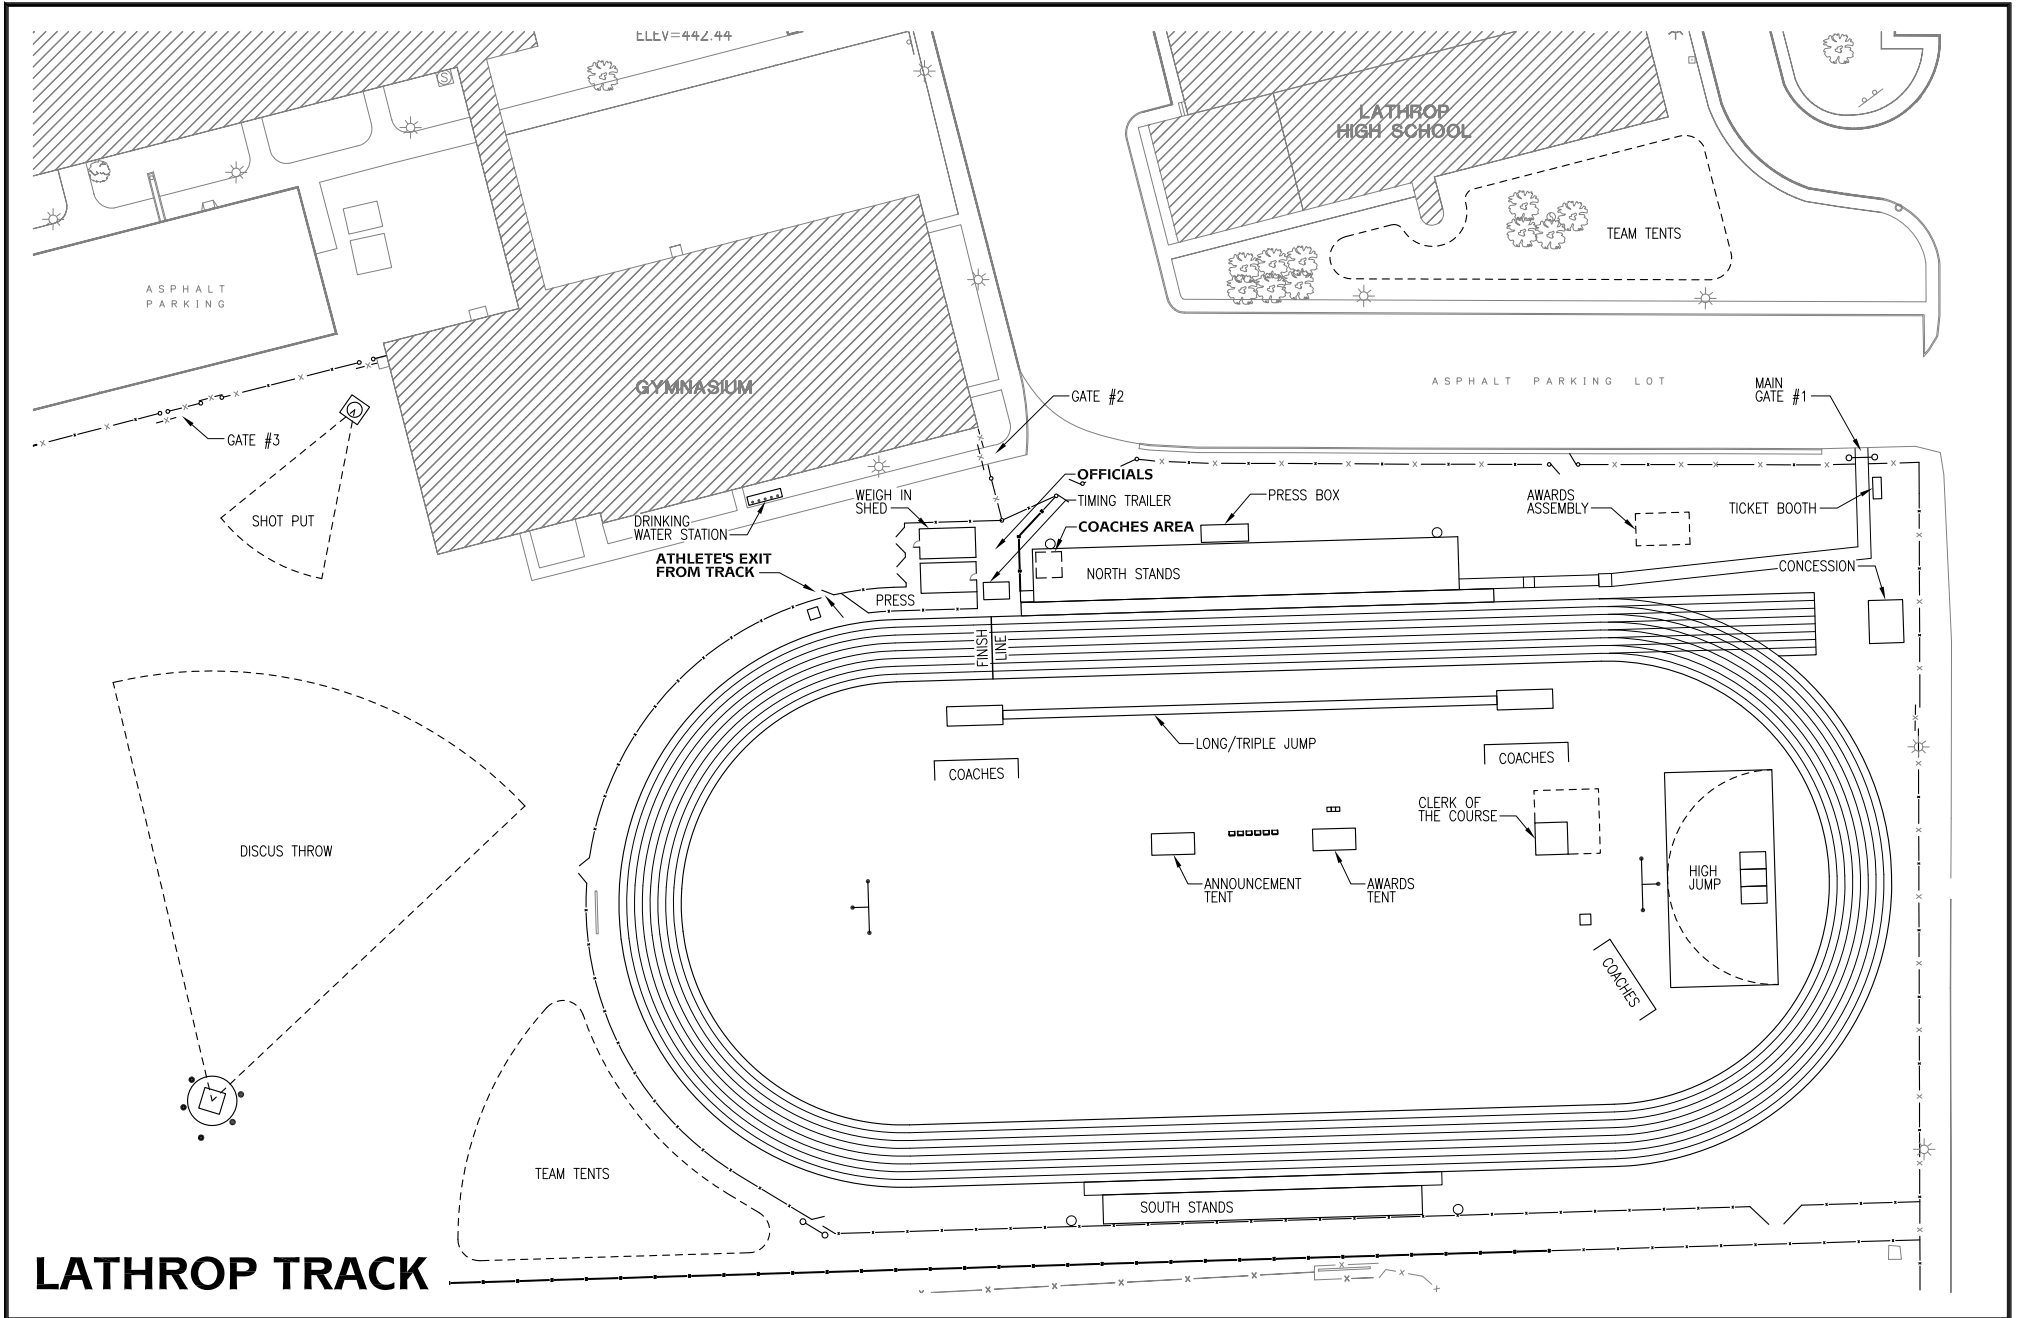 ELEV=442.44
S
LATHROP
HIGH SCHOOL
TEAM TENTS
ASPHALT
PARKING
GYMNASIUM
ASPHALT PARKING LOT
MAIN
GATE #1
GATE #2
GATE #3
OFFICIALS
TIMING TRAILER
COACHES AREA
PRESS BOX
WEIGH IN
SHED
AWARDS
ASSEMBLY
TICKET BOOTH
SHOT PUT
DRINKING
WATER STATION
ATHLETE'S EXIT
FROM TRACK
PRESS
NORTH STANDS
CONCESSION
FINISH
LINE
LONG/TRIPLE JUMP
COACHES
COACHES
CLERK OF
THE COURSE
DISCUS THROW
ANNOUNCEMENT
TENT
AWARDS
TENT
HIGH
JUMP
COACHES
TEAM TENTS
SOUTH STANDS
LATHROP TRACK